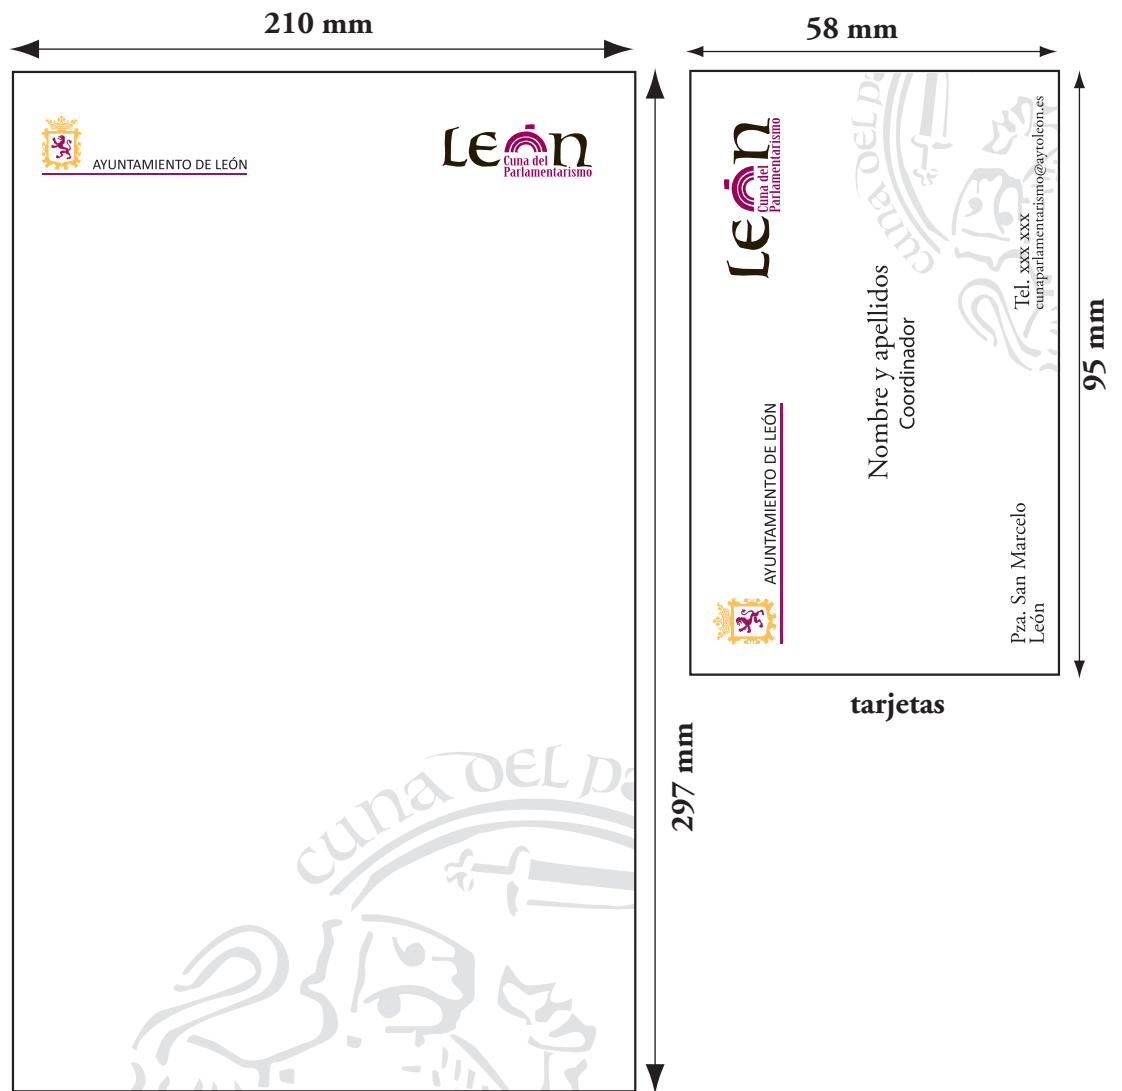 210 mm
AYUNTAMIENTO DE LEÓN
LEÓN
Cuna del
Parlamentarismo
cuna DEL pa
297 mm
58 mm
AYUNTAMIENTO DE LEÓN
LEÓN
Cuna del
Parlamentarismo
cuna DEL pa
Nombre y apellidos
Coordinador
Pza. San Marcelo
León
Tel. xxx xxx
cunaparlamentarismo@aytoleon.es
95 mm
tarjetas